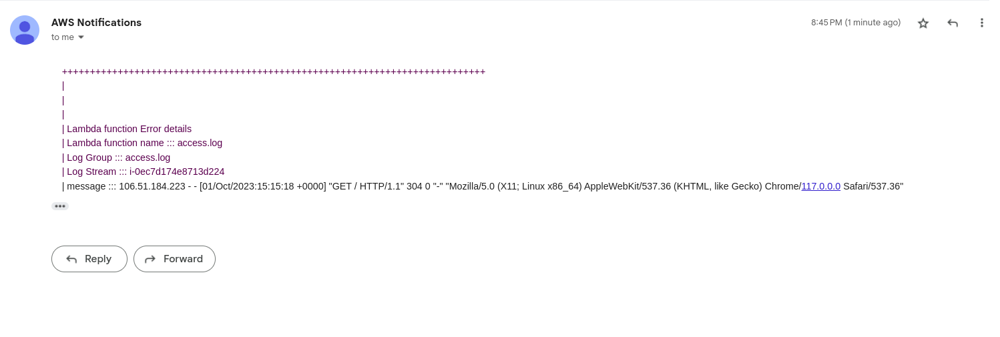 AWS Notifications
8:45 PM (1 minute ago)
to me
++++++++++++++++++++++++++++++++++++++++++++++++++++++++++++++++++++++++++++
|
|
|
| Lambda function Error details
| Lambda function name ::: access.log
| Log Group ::: access.log
| Log Stream ::: i-0ec7d174e8713d224
| message ::: 106.51.184.223 - - [01/Oct/2023:15:15:18 +0000] "GET / HTTP/1.1" 304 0 "-" "Mozilla/5.0 (X11; Linux x86_64) AppleWebKit/537.36 (KHTML, like Gecko) Chrome/117.0.0.0 Safari/537.36"
Reply
Forward